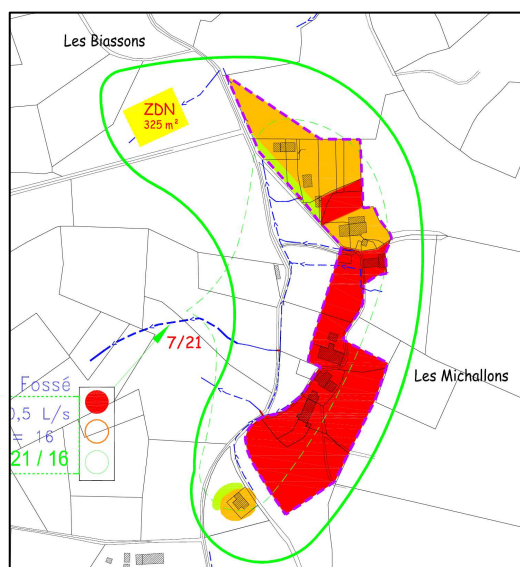 Les Biassons
ZDN
325 m²
7/21
Fossé
0,5 L/s
= 16
21 / 16
Les Michallons